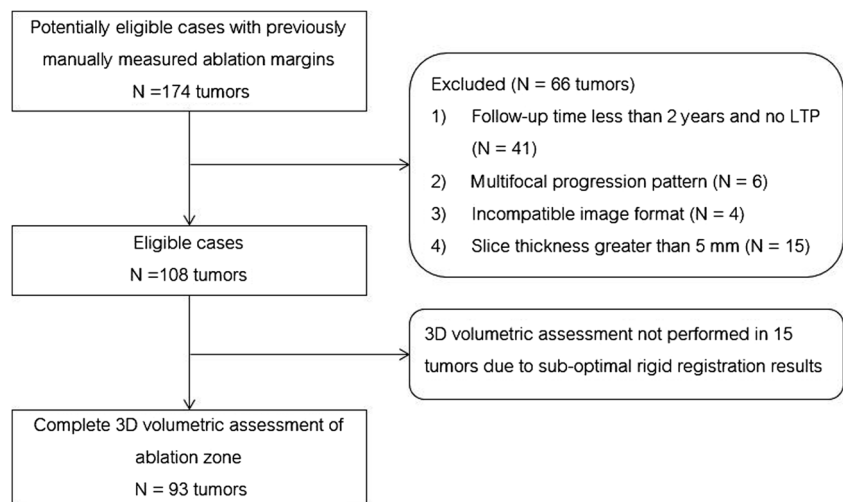 Potentially eligible cases with previously
manually measured ablation margins
N =174 tumors
Excluded (N = 66 tumors)
1) Follow-up time less than 2 years and no LTP
(N = 41)
2) Multifocal progression pattern (N = 6)
3) Incompatible image format (N = 4)
4) Slice thickness greater than 5 mm (N = 15)
Eligible cases
N =108 tumors
3D volumetric assessment not performed in 15
tumors due to sub-optimal rigid registration results
Complete 3D volumetric assessment of
ablation zone
N = 93 tumors